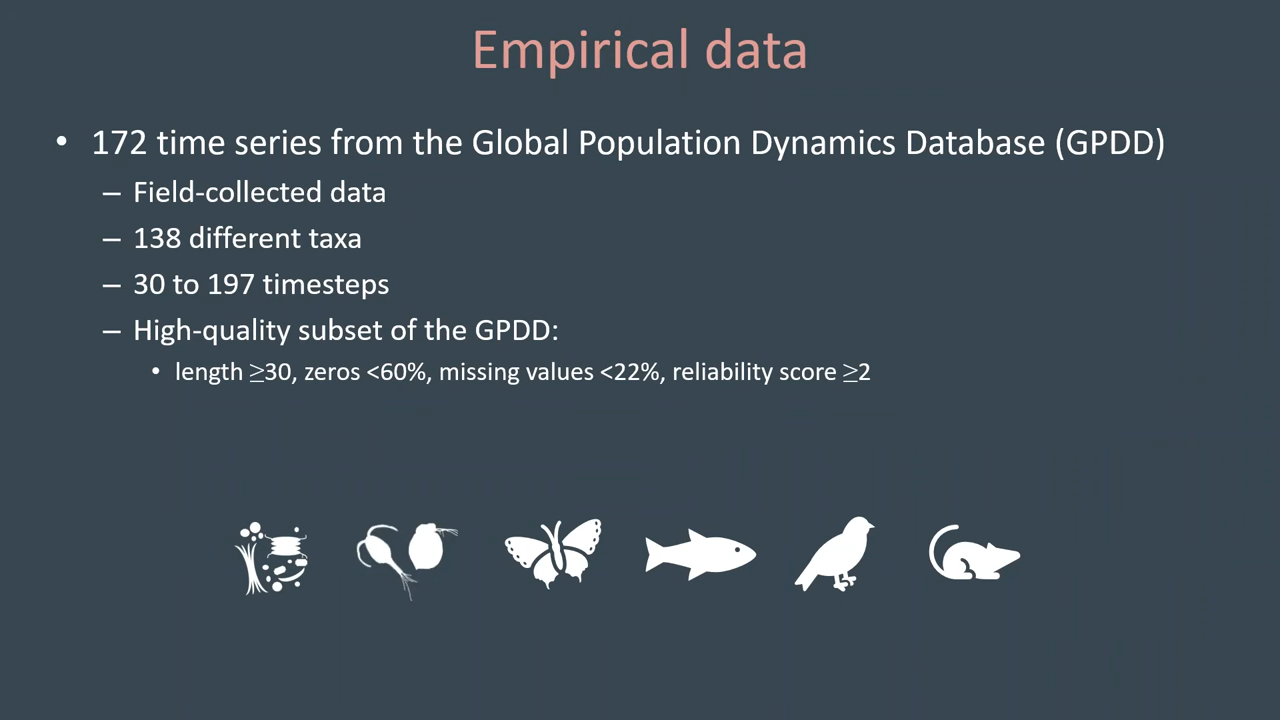 Empirical data
• 172 time series from the Global Population Dynamics Database (GPDD)
– Field-collected data
– 138 different taxa
– 30 to 197 timesteps
– High-quality subset of the GPDD:
• length ≥30, zeros <60%, missing values <22%, reliability score ≥2